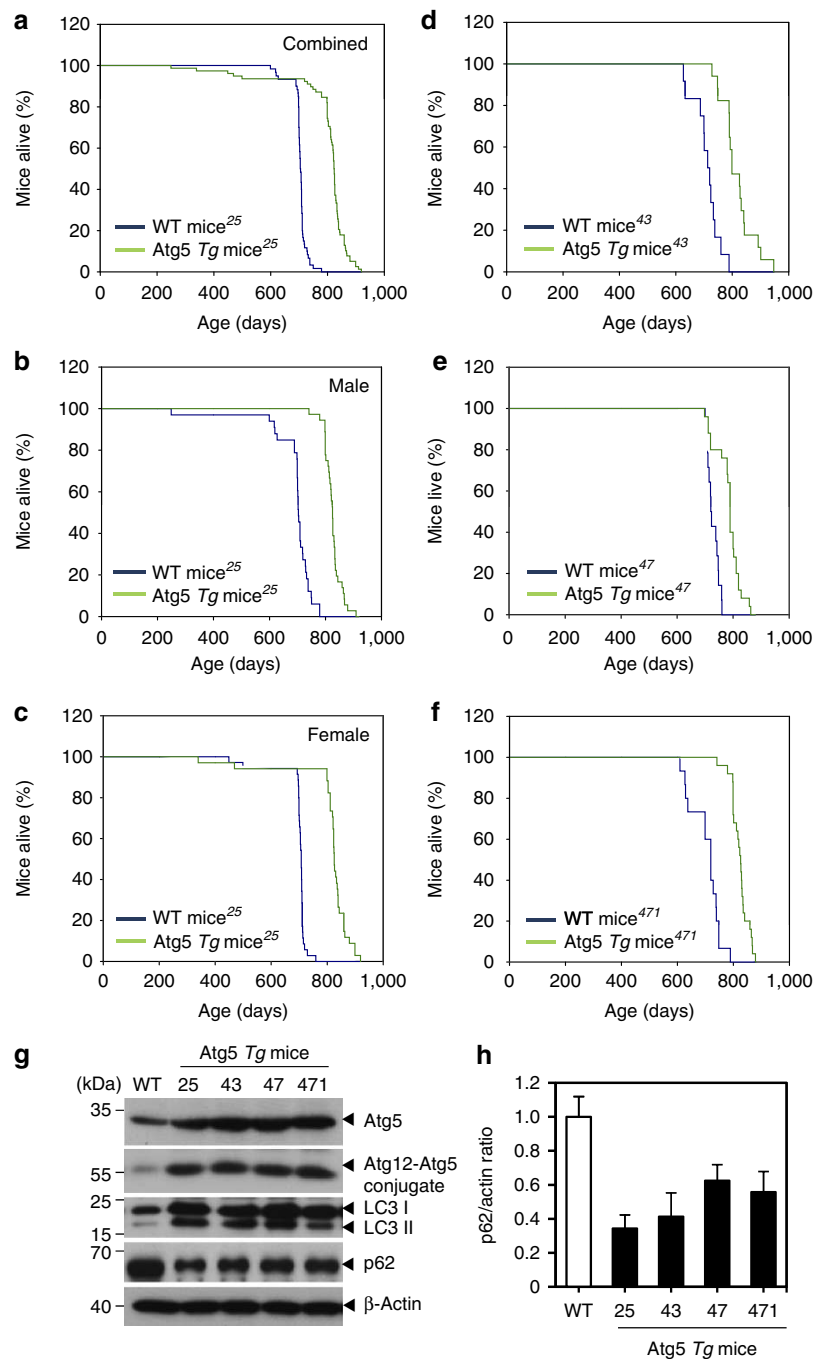 a
Combined
Mice alive (%)
120
100
80
60
40
20
0
WT mice25
Atg5 Tg mice25
0 200 400 600 800 1,000
Age (days)
b
Male
Mice alive (%)
120
100
80
60
40
20
0
WT mice25
Atg5 Tg mice25
0 200 400 600 800 1,000
Age (days)
c
Female
Mice alive (%)
120
100
80
60
40
20
0
WT mice25
Atg5 Tg mice25
0 200 400 600 800 1,000
Age (days)
d
Mice alive (%)
120
100
80
60
40
20
0
WT mice43
Atg5 Tg mice43
0 200 400 600 800 1,000
Age (days)
e
Mice live (%)
120
100
80
60
40
20
0
WT mice47
Atg5 Tg mice47
0 200 400 600 800 1,000
Age (days)
f
Mice alive (%)
120
100
80
60
40
20
0
WT mice471
Atg5 Tg mice471
0 200 400 600 800 1,000
Age (days)
g
Atg5 Tg mice
(kDa) WT 25 43 47 471
35
Atg5
55
Atg12-Atg5
conjugate
25
LC3 I
15
LC3 II
70
p62
40
β-Actin
h
p62/actin ratio
1.2
1.0
0.8
0.6
0.4
0.2
0
WT 25 43 47 471
Atg5 Tg mice